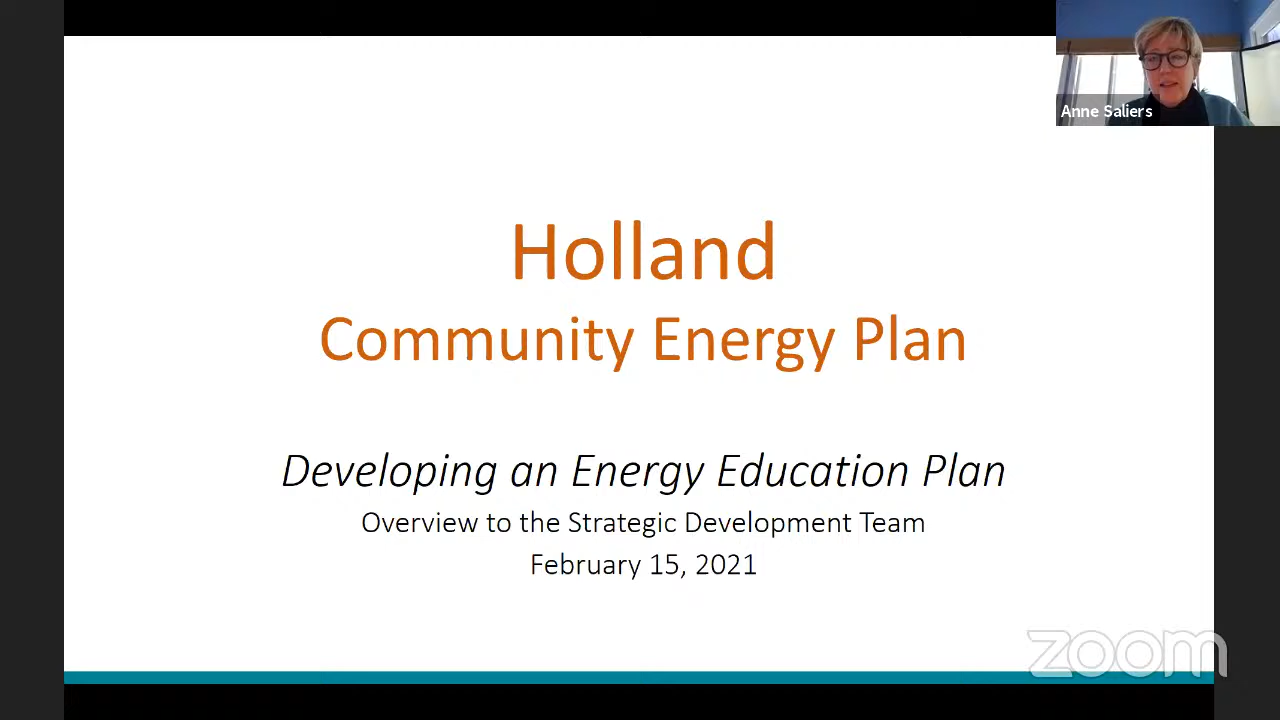 Anne Saliers
Holland
Community Energy Plan
Developing an Energy Education Plan
Overview to the Strategic Development Team
February 15, 2021
zoom